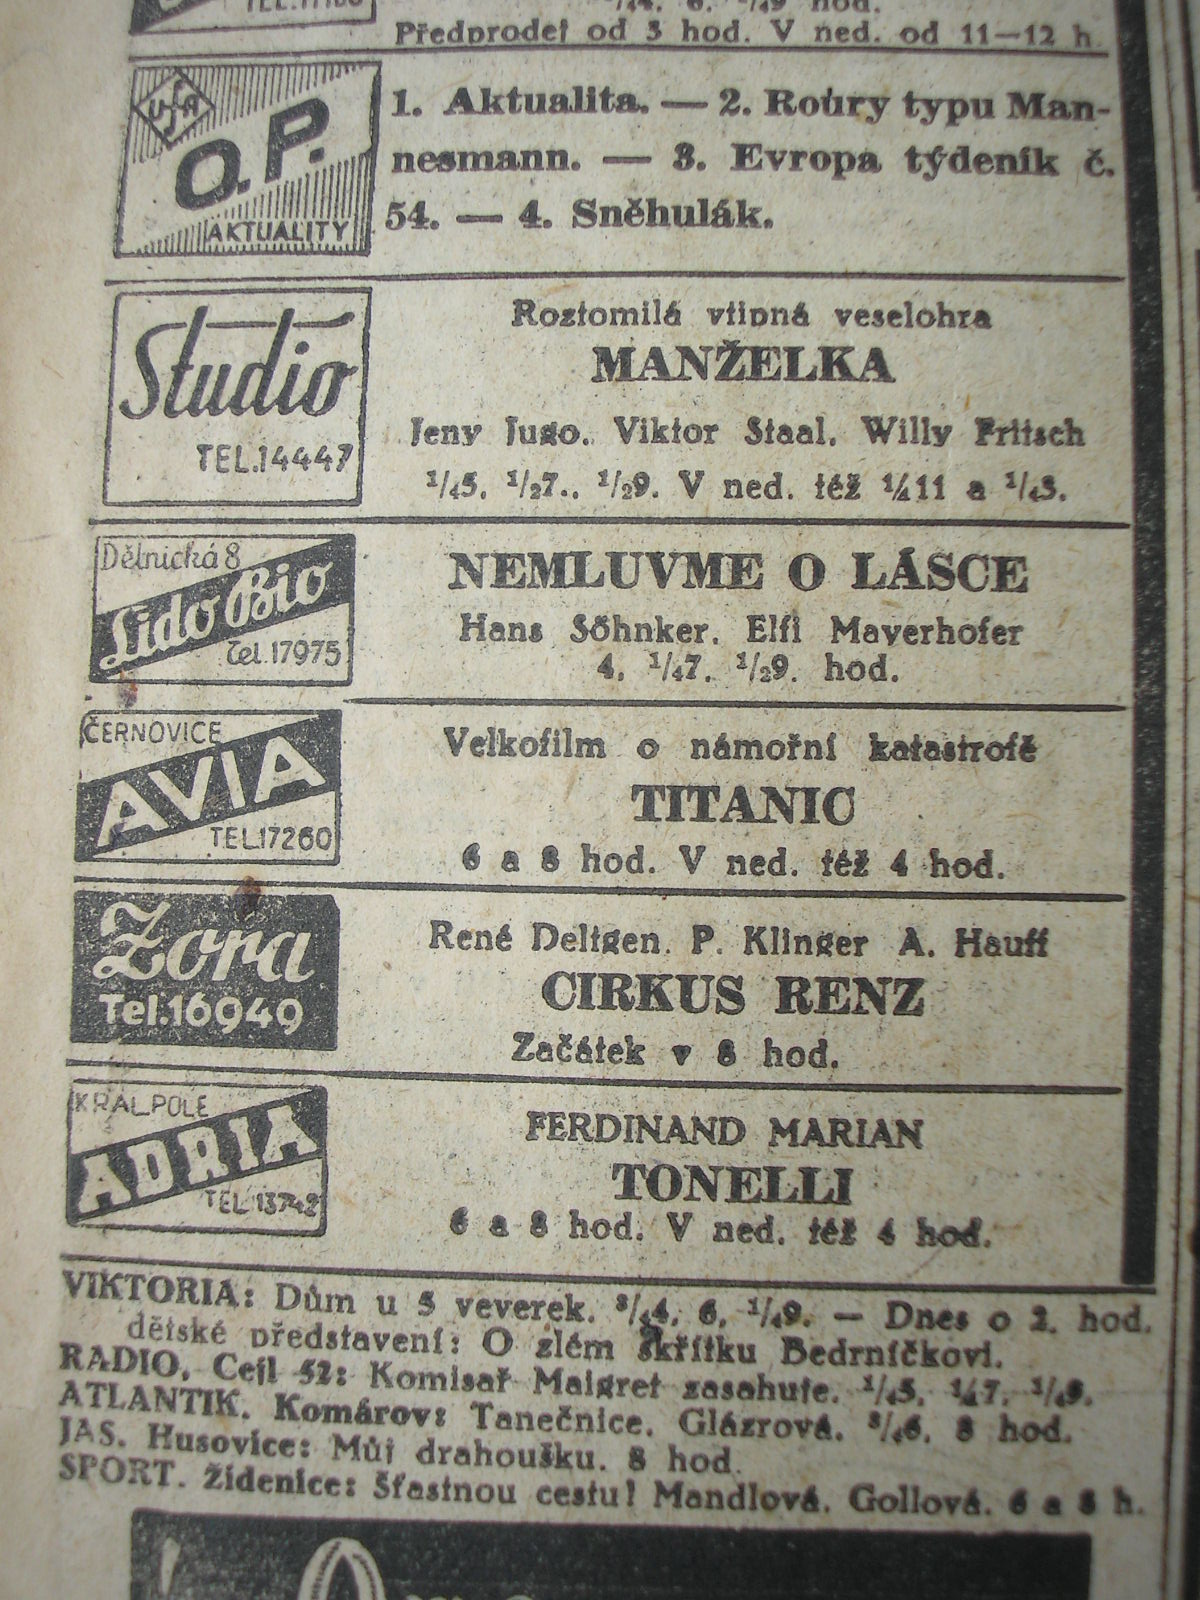 TEL.17166
Předprodej od 3 hod. V ned. od 11—12 h.
UFA
O.P.
AKTUALITY
1. Aktualita. — 2. Roury typu Man-
nesmann. — 3. Evropa týdeník č.
54. — 4. Sněhulák.
Studio
TEL.14447
Roztomilá vtipná veselohra
MANŽELKA
Jeny Jugo, Viktor Staal, Willy Fritsch
¹/₄5, ¹/₂7., ¹/₂9. V ned. též ¼11 a ¹/₄3.
Dělnická 8
Lido Bio
Tel.17975
NEMLUVME O LÁSCE
Hans Söhnker, Elfi Mayerhofer
4, ¹/₄7, ¹/₂9. hod.
ČERNOVICE
AVIA
TEL.17260
Velkofilm o námořní katastrofě
TITANIC
6 a 8 hod. V ned. též 4 hod.
Zora
Tel.16949
René Deltgen, P. Klinger A. Hauff
CIRKUS RENZ
Začátek v 8 hod.
KRÁL.POLE
ADRIA
TEL.13742
FERDINAND MARIAN
TONELLI
6 a 8 hod. V ned. též 4 hod.
VIKTORIA: Dům u 5 veverek. ³/₄4, 6, ¹/₄9. — Dnes o 2. hod.
dětské představení: O zlém skřítku Bedrníčkovi.
RADIO, Cejl 52: Komisař Maigret zasahuje. ¹/₄5, ¼7, ¹/₄9.
ATLANTIK, Komárov: Tanečnice. Glázrová. ³/₄6, 8 hod.
JAS, Husovice: Můj drahoušku. 8 hod.
SPORT, Židenice: Šťastnou cestu! Mandlová, Gollová. 6 a 8 h.